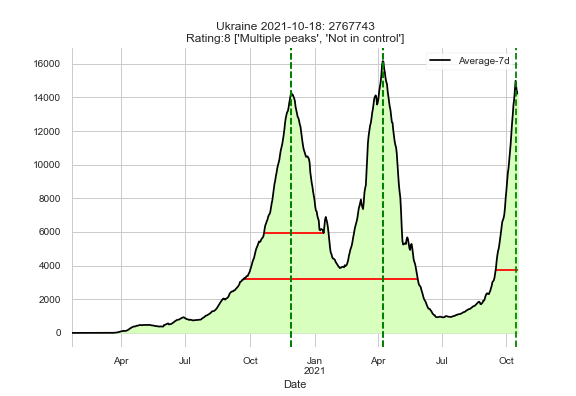 Ukraine 2021-10-18: 2767743
Rating:8 ['Multiple peaks', 'Not in control']
Average-7d
16000
14000
12000
10000
8000
6000
4000
2000
0
Apr Jul Oct Jan Apr Jul Oct
2021
Date